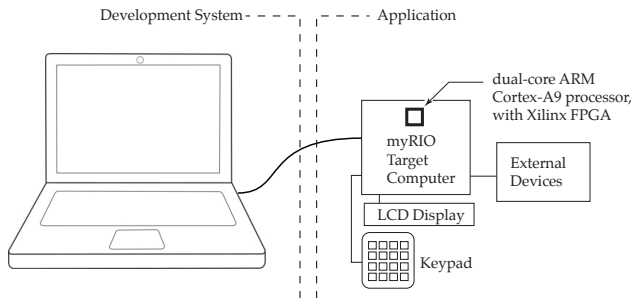 Development System
Application
dual-core ARM
Cortex-A9 processor,
with Xilinx FPGA
myRIO
Target
Computer
External
Devices
LCD Display
Keypad